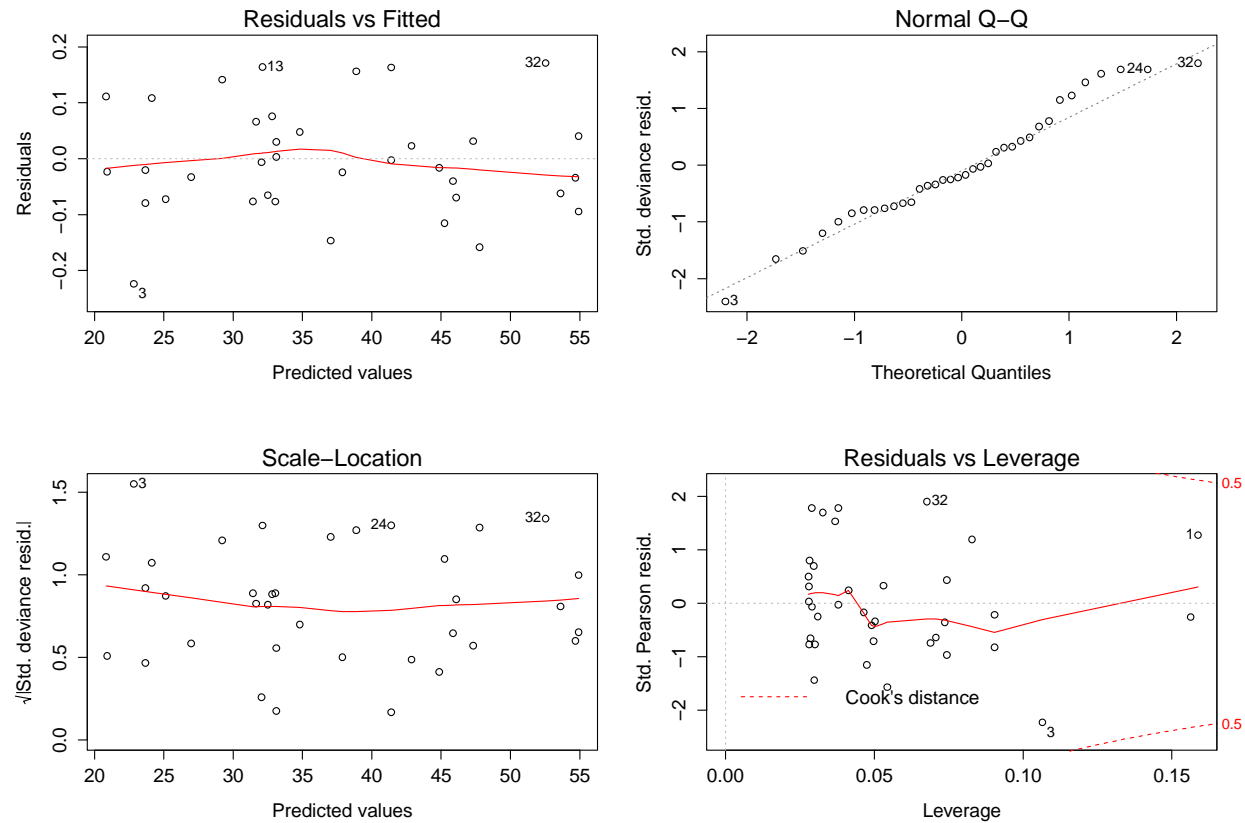 Residuals vs Fitted
Residuals
0.2
0.1
0.0
−0.1
−0.2
13
32
3
20 25 30 35 40 45 50 55
Predicted values
Normal Q−Q
Std. deviance resid.
2
1
0
−1
−2
24
32
3
−2 −1 0 1 2
Theoretical Quantiles
Scale−Location
√|Std. deviance resid.|
1.5
1.0
0.5
0.0
3
24
32
20 25 30 35 40 45 50 55
Predicted values
Residuals vs Leverage
Std. Pearson resid.
2
1
0
−1
−2
0.5
32
1
Cook's distance
3
0.5
0.00 0.05 0.10 0.15
Leverage